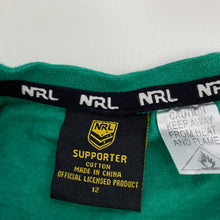 NRL NRL NRL NRL
NRL
SUPPORTER
COTTON
MADE IN CHINA
OFFICIAL LICENSED PRODUCT
12
CAUTION
KEEP AWAY
FROM HEAT
AND FLAME